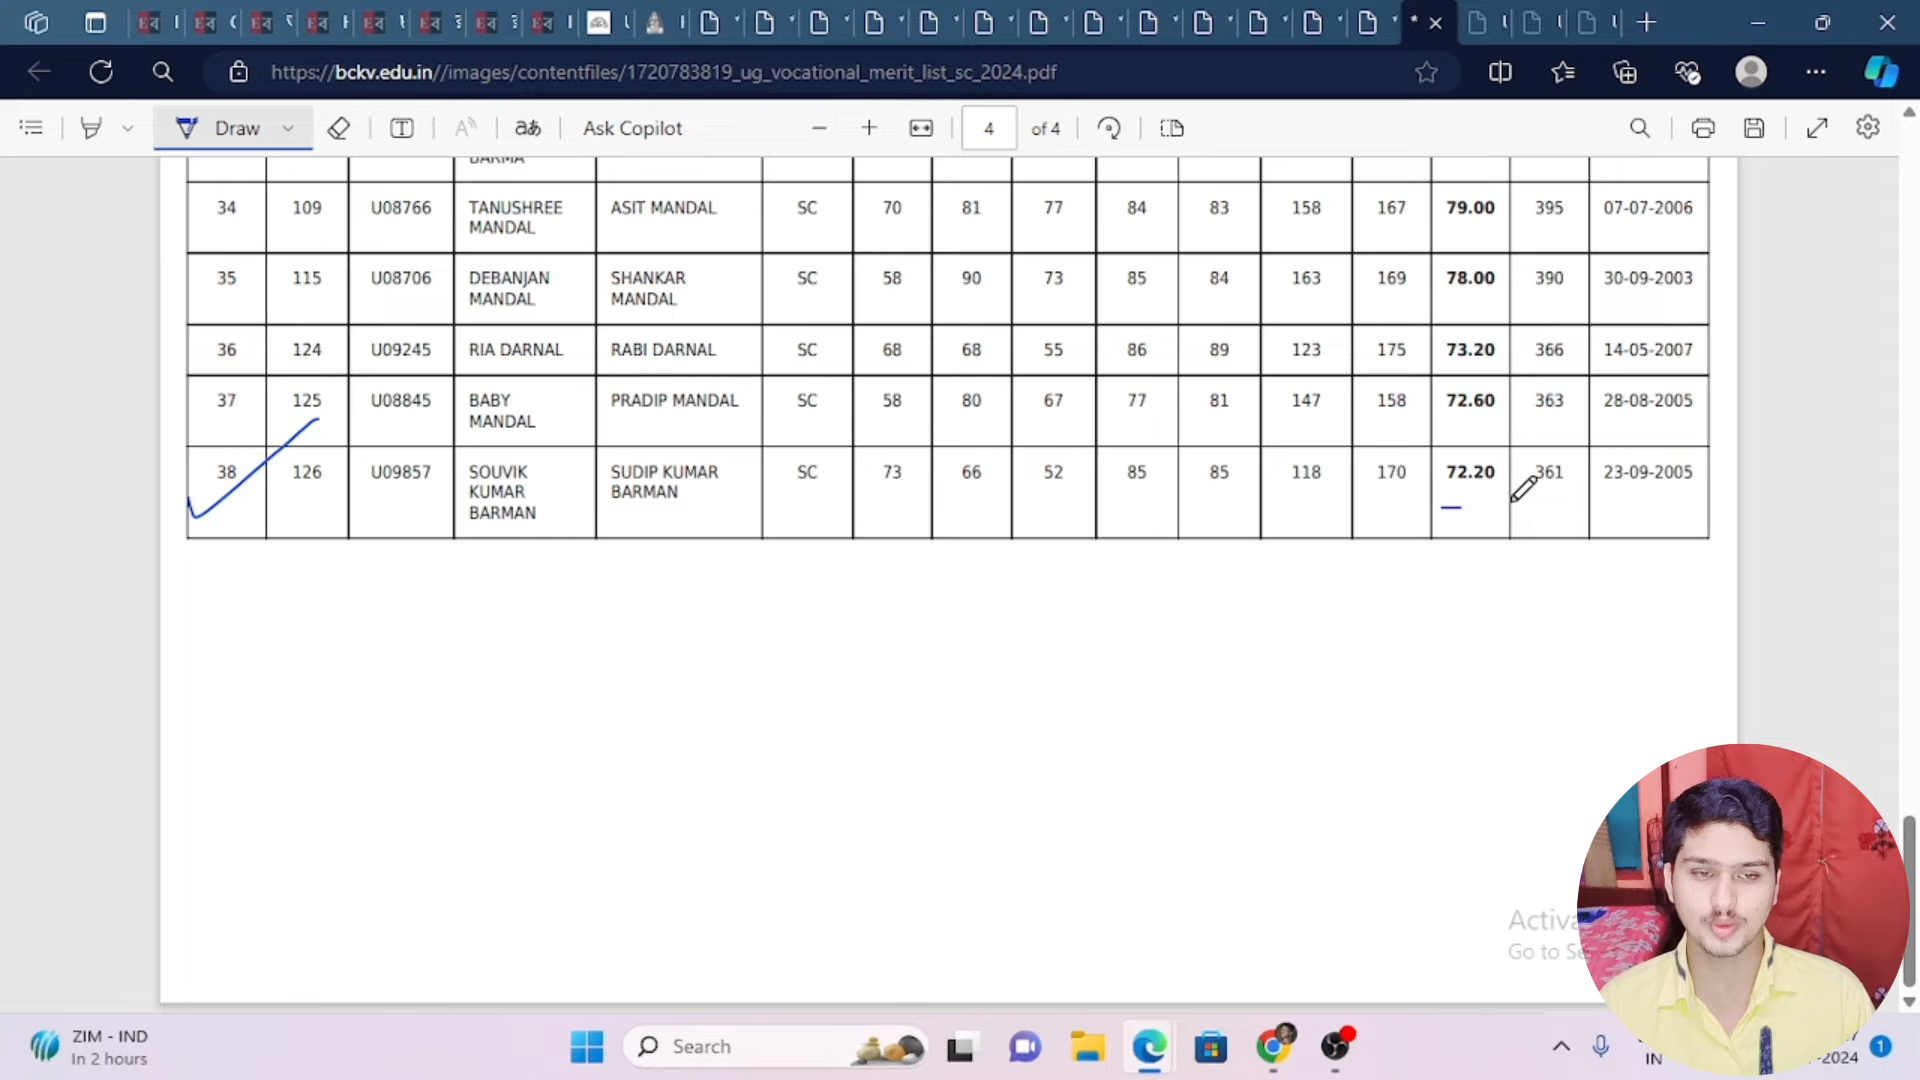 https://bckv.edu.in//images/contentfiles/1720783819_ug_vocational_merit_list_sc_2024.pdf
Draw
Ask Copilot
4 of 4
34 109 U08766 TANUSHREE MANDAL ASIT MANDAL SC 70 81 77 84 83 158 167 79.00 395 07-07-2006
35 115 U08706 DEBANJAN MANDAL SHANKAR MANDAL SC 58 90 73 85 84 163 169 78.00 390 30-09-2003
36 124 U09245 RIA DARNAL RABI DARNAL SC 68 68 55 86 89 123 175 73.20 366 14-05-2007
37 125 U08845 BABY MANDAL PRADIP MANDAL SC 58 80 67 77 81 147 158 72.60 363 28-08-2005
38 126 U09857 SOUVIK KUMAR BARMAN SUDIP KUMAR BARMAN SC 73 66 52 85 85 118 170 72.20 361 23-09-2005
Go to
ZIM - IND
In 2 hours
Search
IN
-2024
1